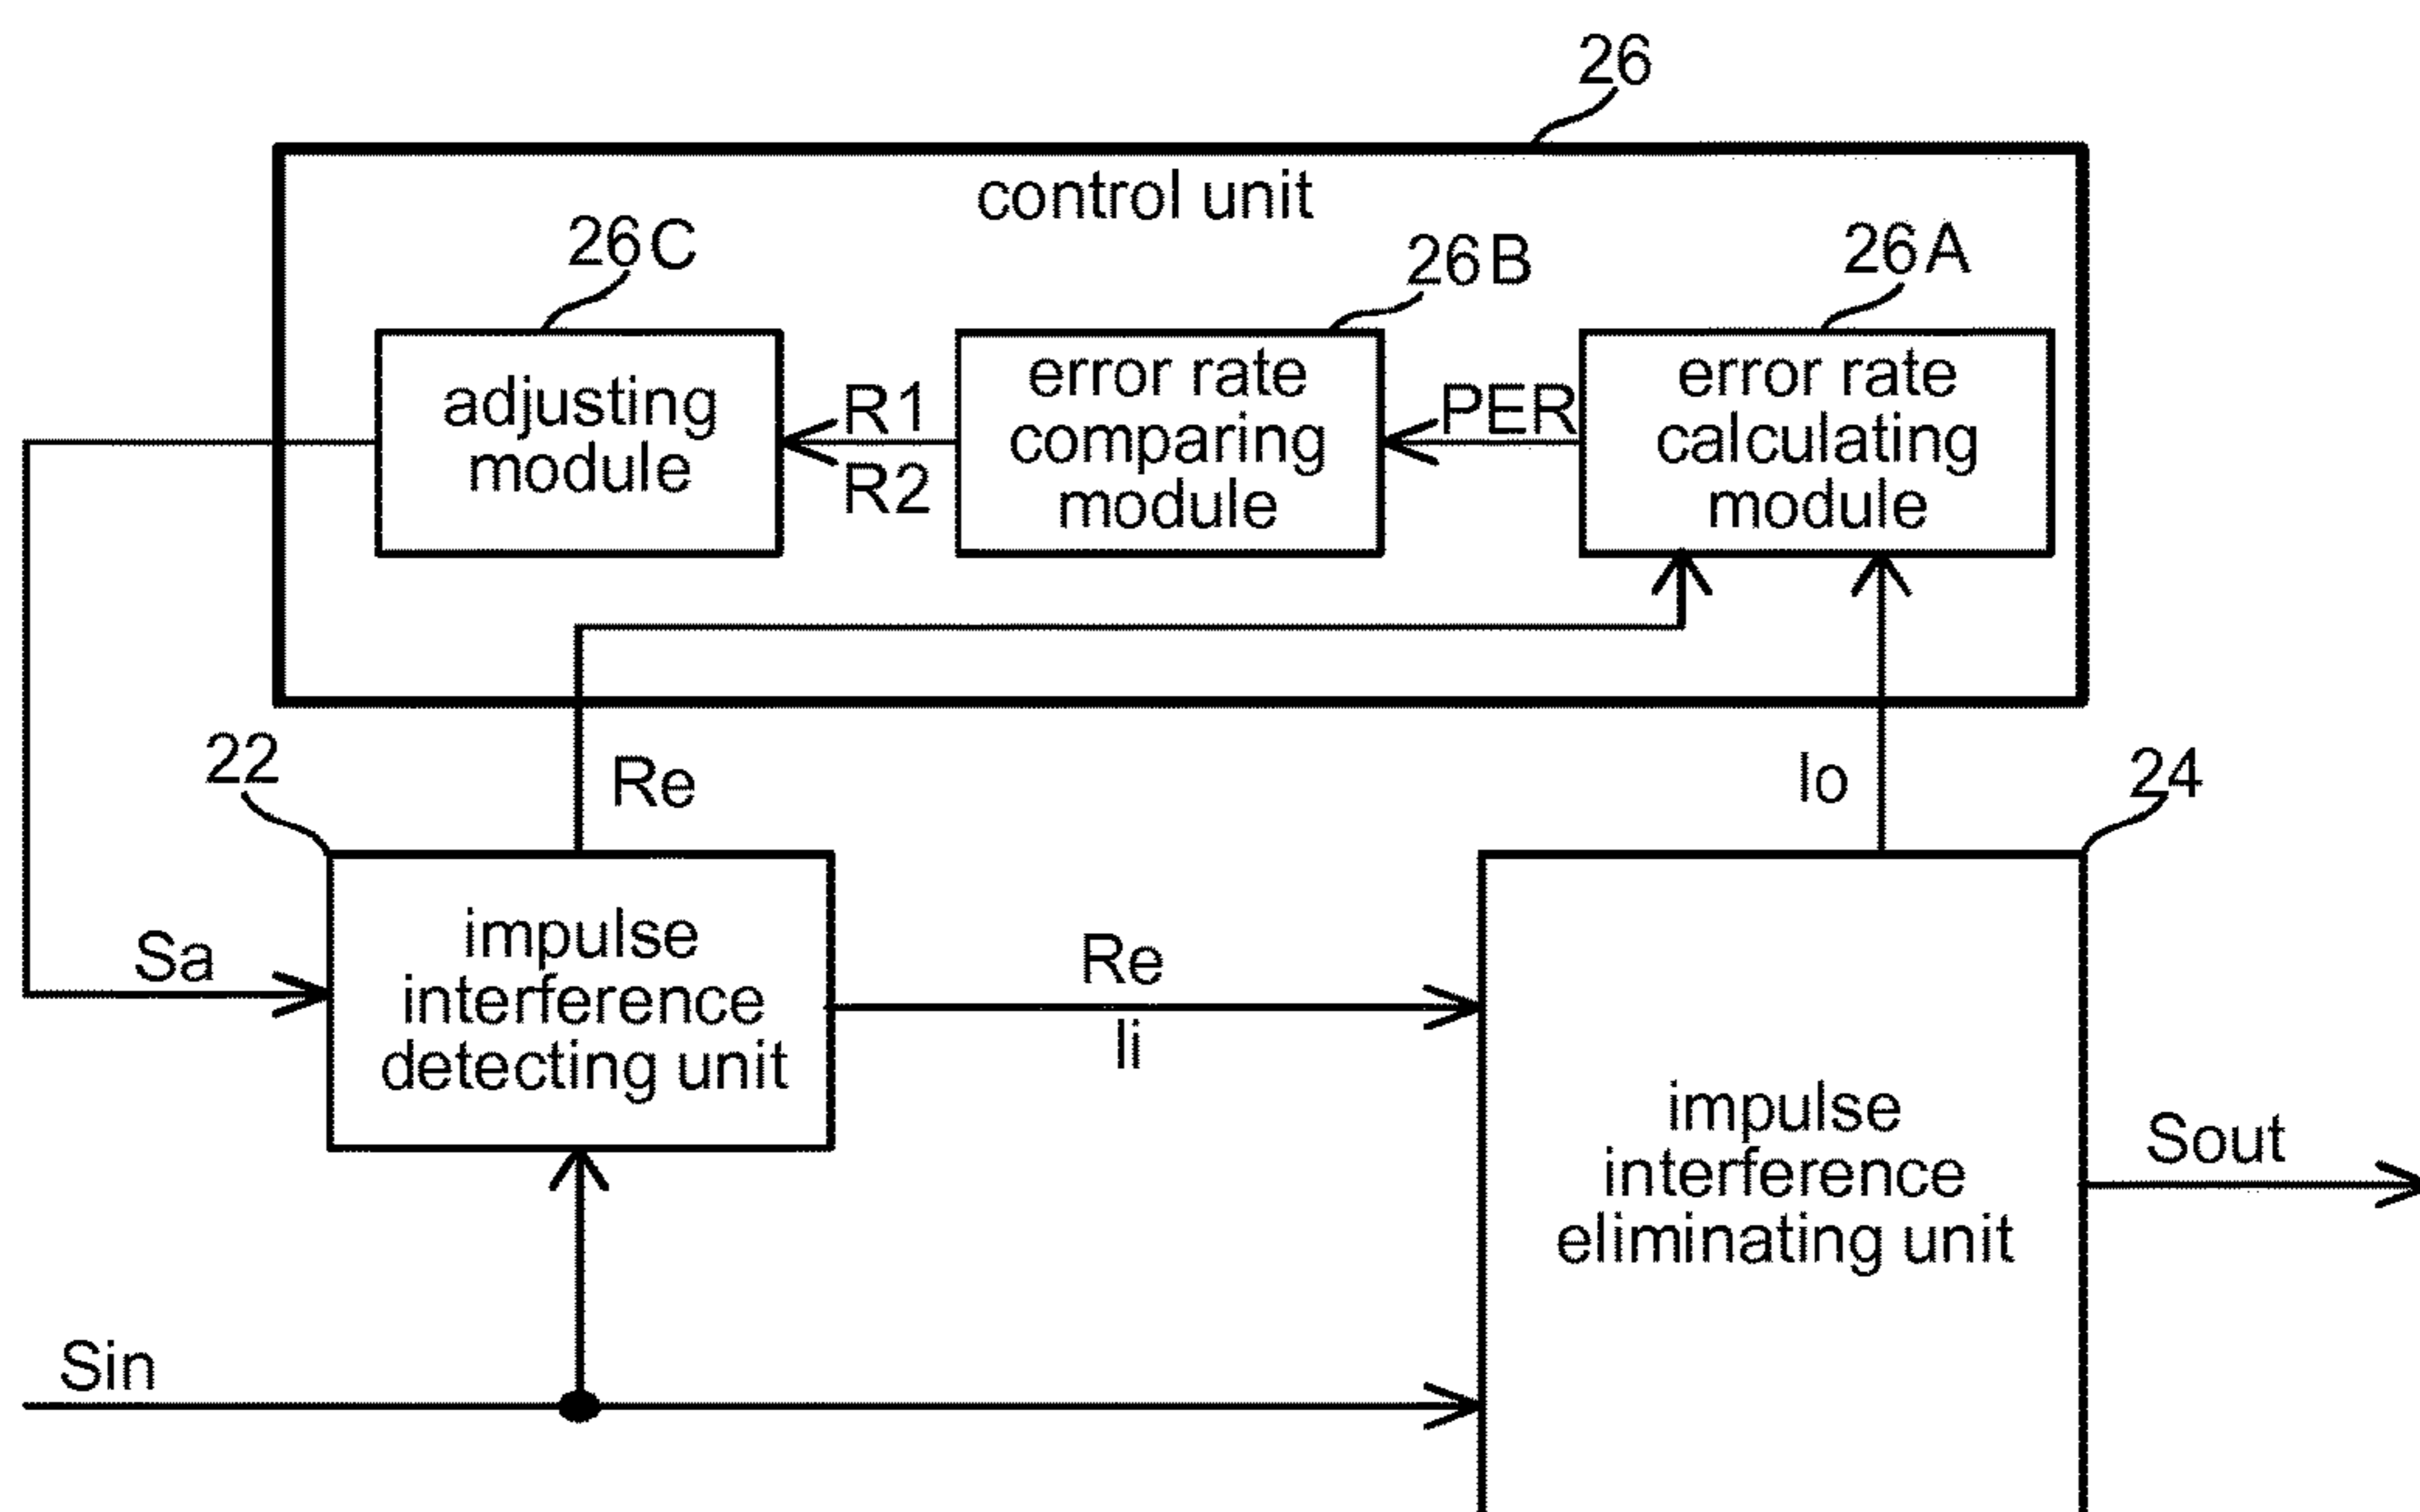 26
control unit
26C
26B
26A
adjusting
module
R1
R2
error rate
comparing
module
PER
error rate
calculating
module
22
Re
Io
24
Sa
impulse
interference
detecting unit
Re
Ii
impulse
interference
eliminating unit
Sout
Sin